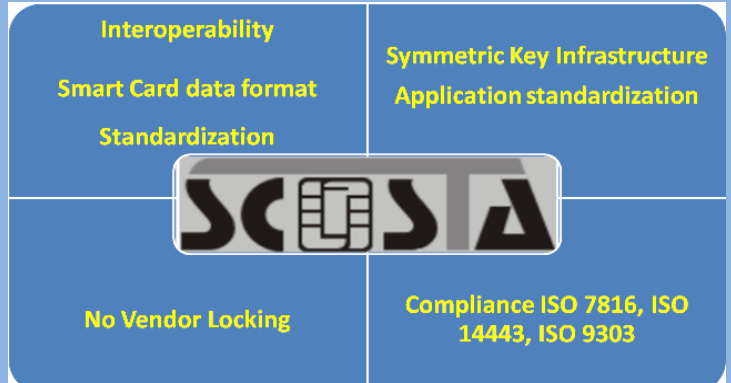 Interoperability
Smart Card data format
Standardization
Symmetric Key Infrastructure
Application standardization
SCOSTA
No Vendor Locking
Compliance ISO 7816, ISO
14443, ISO 9303